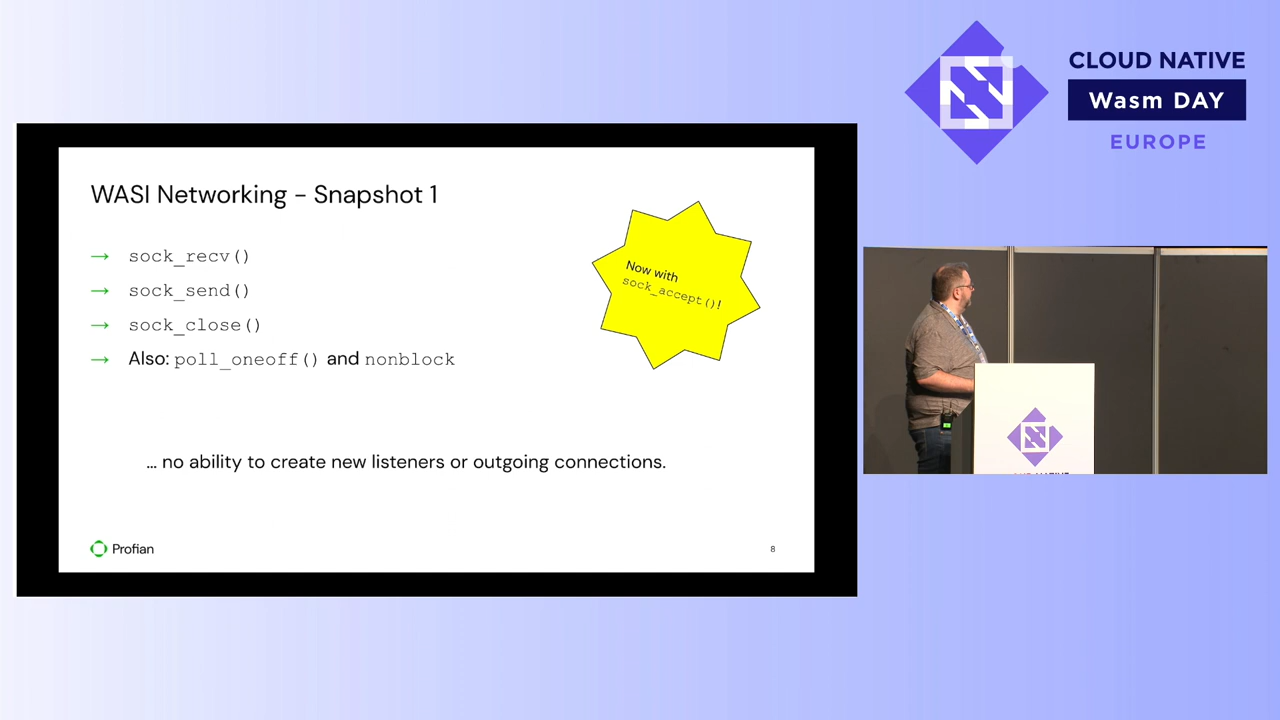 CLOUD NATIVE
Wasm DAY
EUROPE
WASI Networking - Snapshot 1
→ sock_recv()
→ sock_send()
→ sock_close()
→ Also: poll_oneoff() and nonblock
Now with
sock_accept()!
... no ability to create new listeners or outgoing connections.
Profian
8